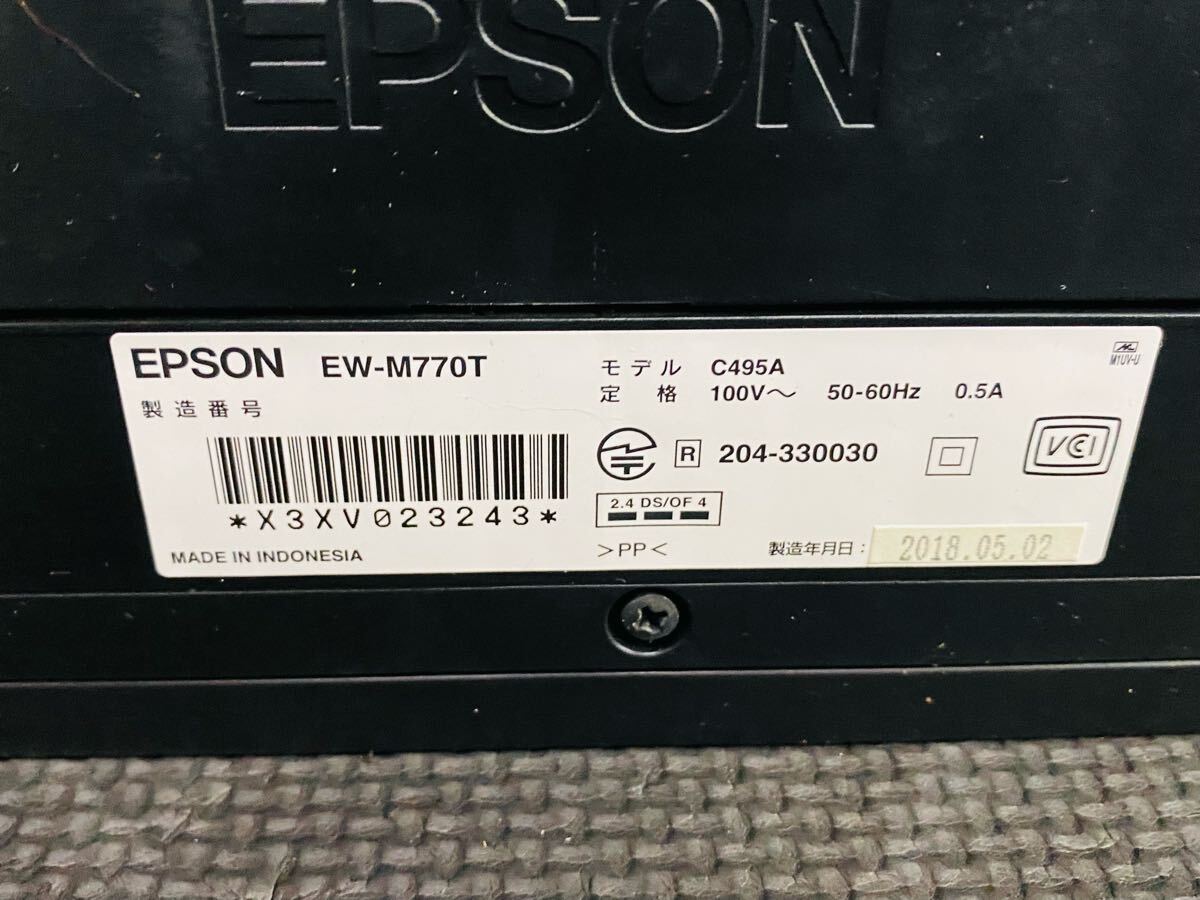 EPSON
EPSON EW-M770T
モデル C495A
定格 100V～ 50-60Hz 0.5A
M1UV-U
製造番号
*X3XV023243*
R 204-330030
VCCI
2.4 DS/OF 4
MADE IN INDONESIA
>PP<
製造年月日： 2018.05.02